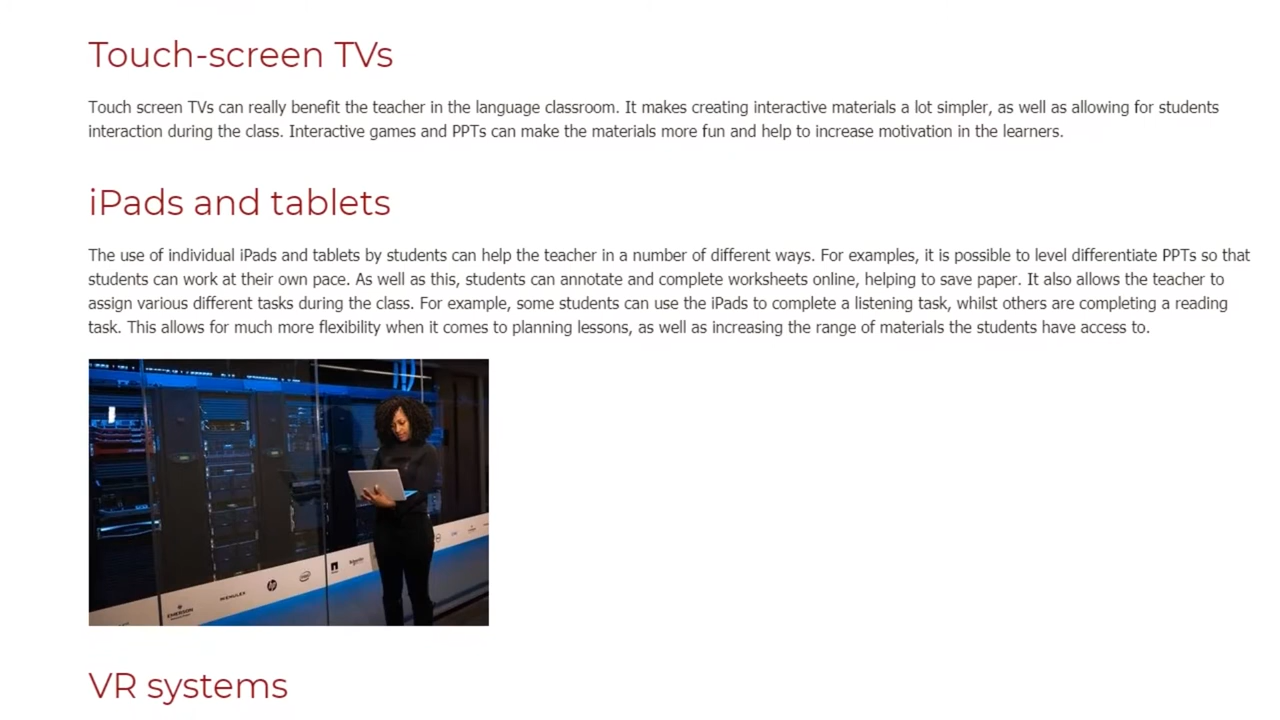 Touch-screen TVs
Touch screen TVs can really benefit the teacher in the language classroom. It makes creating interactive materials a lot simpler, as well as allowing for students
interaction during the class. Interactive games and PPTs can make the materials more fun and help to increase motivation in the learners.
iPads and tablets
The use of individual iPads and tablets by students can help the teacher in a number of different ways. For examples, it is possible to level differentiate PPTs so that
students can work at their own pace. As well as this, students can annotate and complete worksheets online, helping to save paper. It also allows the teacher to
assign various different tasks during the class. For example, some students can use the iPads to complete a listening task, whilst others are completing a reading
task. This allows for much more flexibility when it comes to planning lessons, as well as increasing the range of materials the students have access to.
EMERSON
hp
VR systems